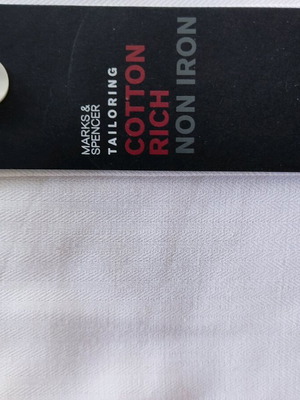 MARKS &
SPENCER
TAILORING
COTTON
RICH
NON IRON